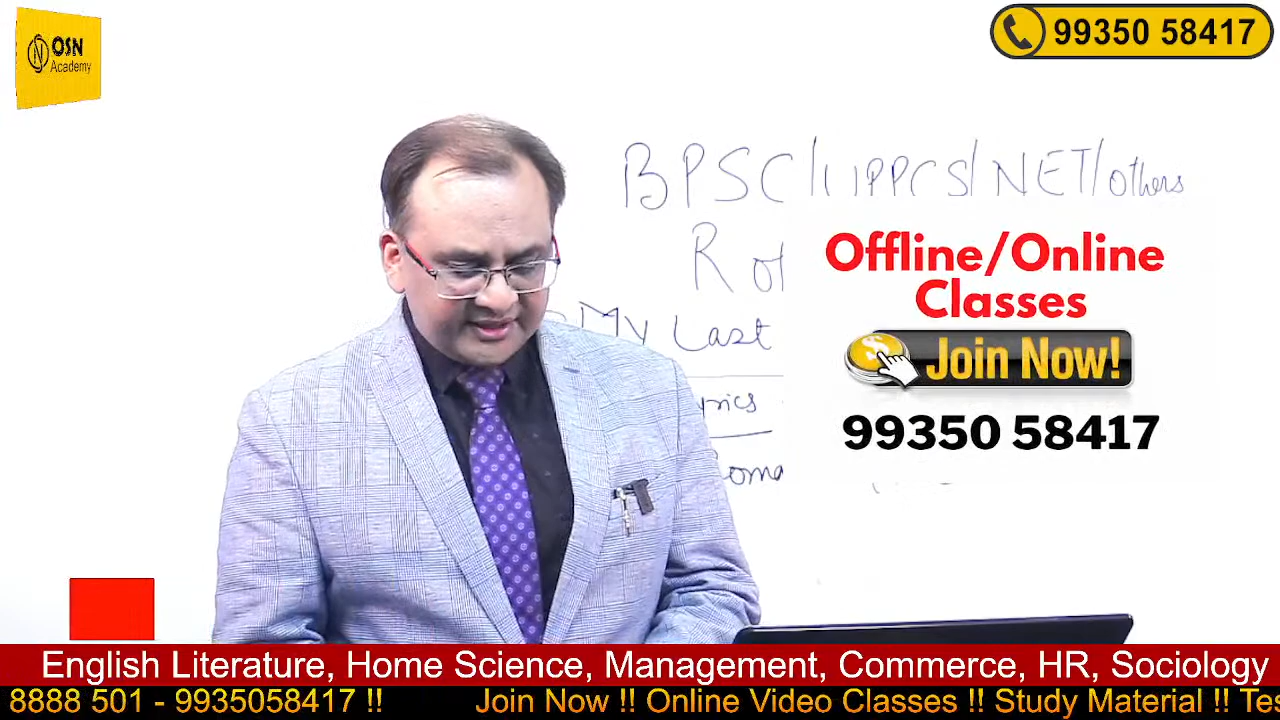 OSN
Academy
99350 58417
BPSC/UPPCS/NET/others
Offline/Online
Classes
My Last
Join Now!
99350 58417
English Literature, Home Science, Management, Commerce, HR, Sociology
8888 501 - 9935058417 !! Join Now !! Online Video Classes !! Study Material !! Tes